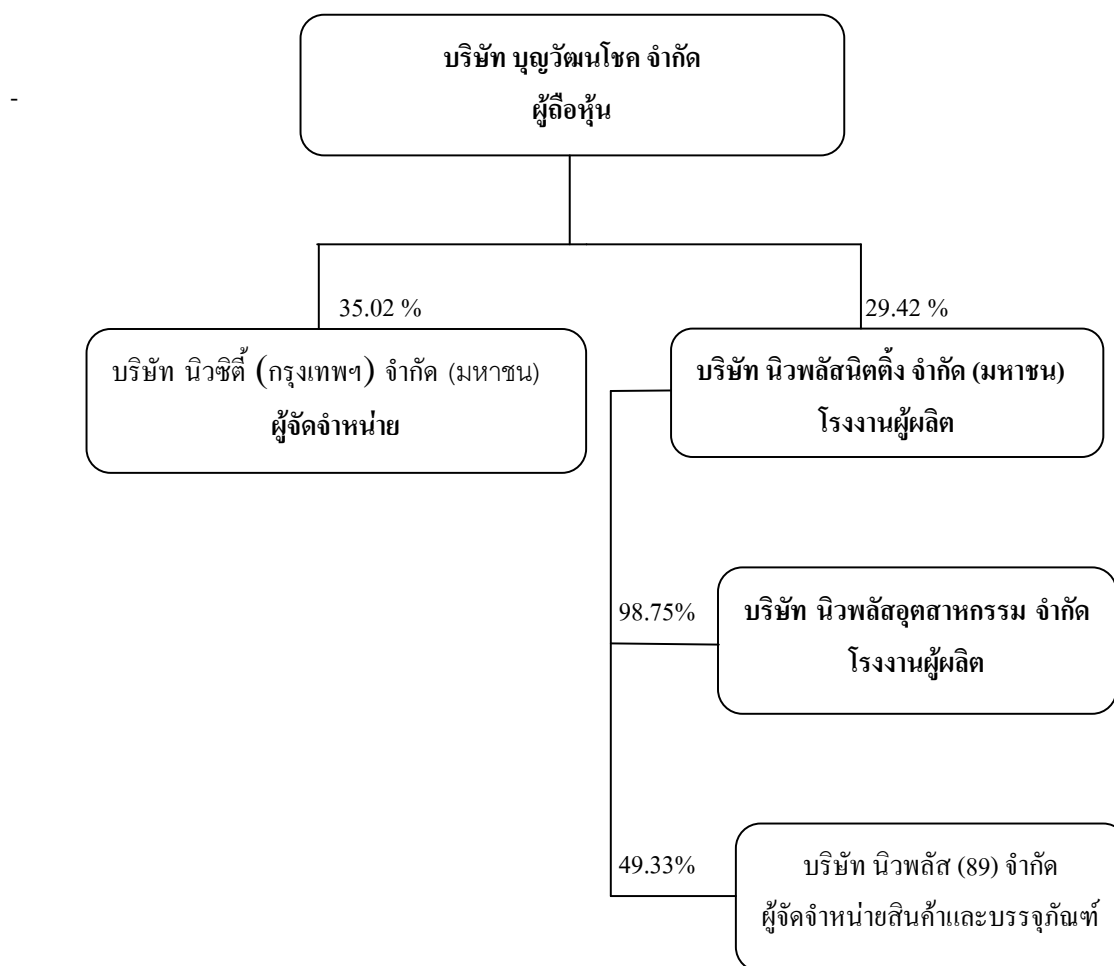 บริษัท บุญวัฒนโชค จำกัด
ผู้ถือหุ้น
-
35.02 %
29.42 %
บริษัท นิวซิตี้ (กรุงเทพฯ) จำกัด (มหาชน)
ผู้จัดจำหน่าย
บริษัท นิวพลัสนิตติ้ง จำกัด (มหาชน)
โรงงานผู้ผลิต
98.75%
บริษัท นิวพลัสอุตสาหกรรม จำกัด
โรงงานผู้ผลิต
49.33%
บริษัท นิวพลัส (89) จำกัด
ผู้จัดจำหน่ายสินค้าและบรรจุภัณฑ์